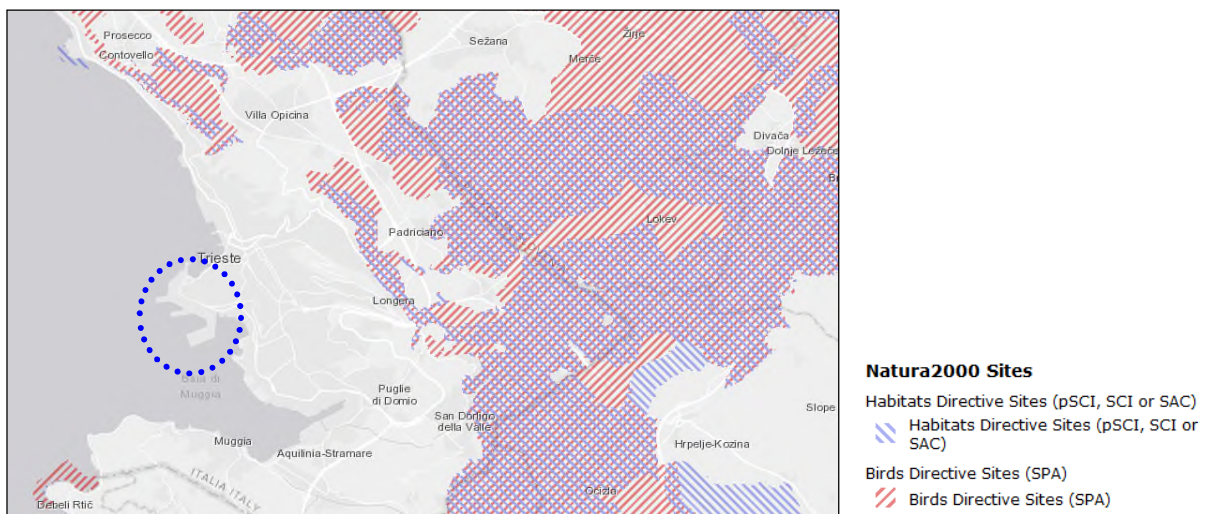 Prosecco
Contovello
Sežana
Žirje
Merče
Villa Opicina
Divača
Dolnje Ležeče
Lokev
Padriciano
SLOVENIA
Trieste
Longera
Baia di
Muggia
Puglie
di Domio
San Dorligo
della Valle
Slope
Muggia
Aquilinia-Stramare
Hrpelje-Kozina
ITALIA ITALY
Debeli Rtič
Očizla
Natura2000 Sites
Habitats Directive Sites (pSCI, SCI or SAC)
Habitats Directive Sites (pSCI, SCI or
SAC)
Birds Directive Sites (SPA)
Birds Directive Sites (SPA)